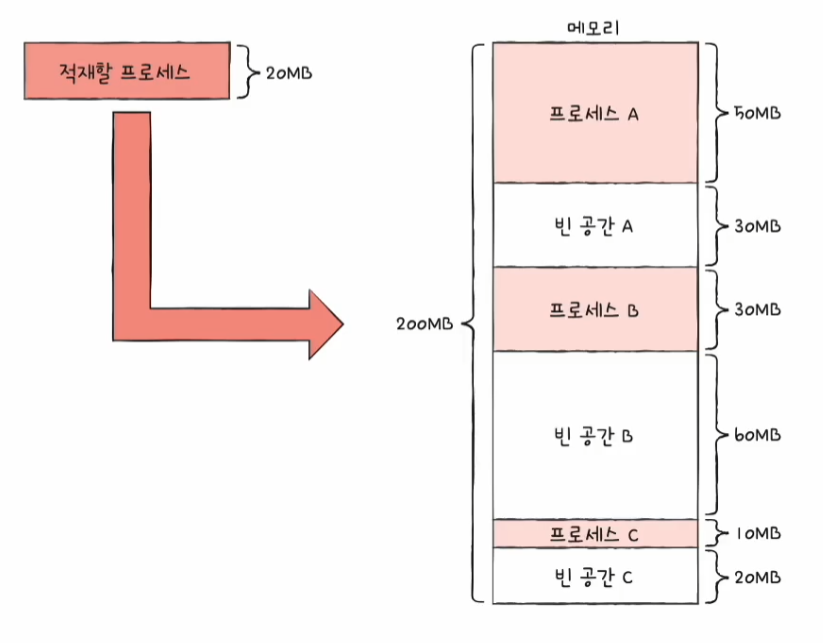 메모리
적재할 프로세스
20MB
프로세스 A
50MB
빈 공간 A
30MB
프로세스 B
30MB
200MB
빈 공간 B
60MB
프로세스 C
10MB
빈 공간 C
20MB